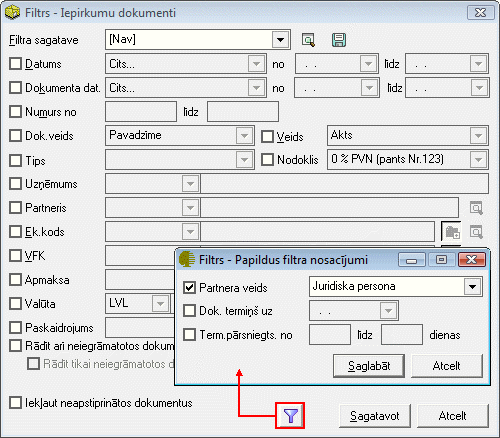 Filtrs - Iepirkumu dokumenti
Filtra sagatave [Nav]
Datums Cits... no . . līdz . .
Dokumenta dat. Cits... no . . līdz . .
Numurs no līdz
Dok.veids Pavadzīme Veids Akts
Tips Nodoklis 0 % PVN (pants Nr.123)
Uzņēmums
Partneris
Ek.kods
VFK
Apmaksa
Valūta LVL
Paskaidrojums
Rādīt arī neiegrāmatotos dokum
Rādīt tikai neiegrāmatotos d
Iekļaut neapstiprinātos dokumentus
Sagatavot Atcelt
Filtrs - Papildus filtra nosacījumi
Partnera veids Juridiska persona
Dok. termiņš uz . .
Term.pārsniegts. no līdz dienas
Saglabāt Atcelt